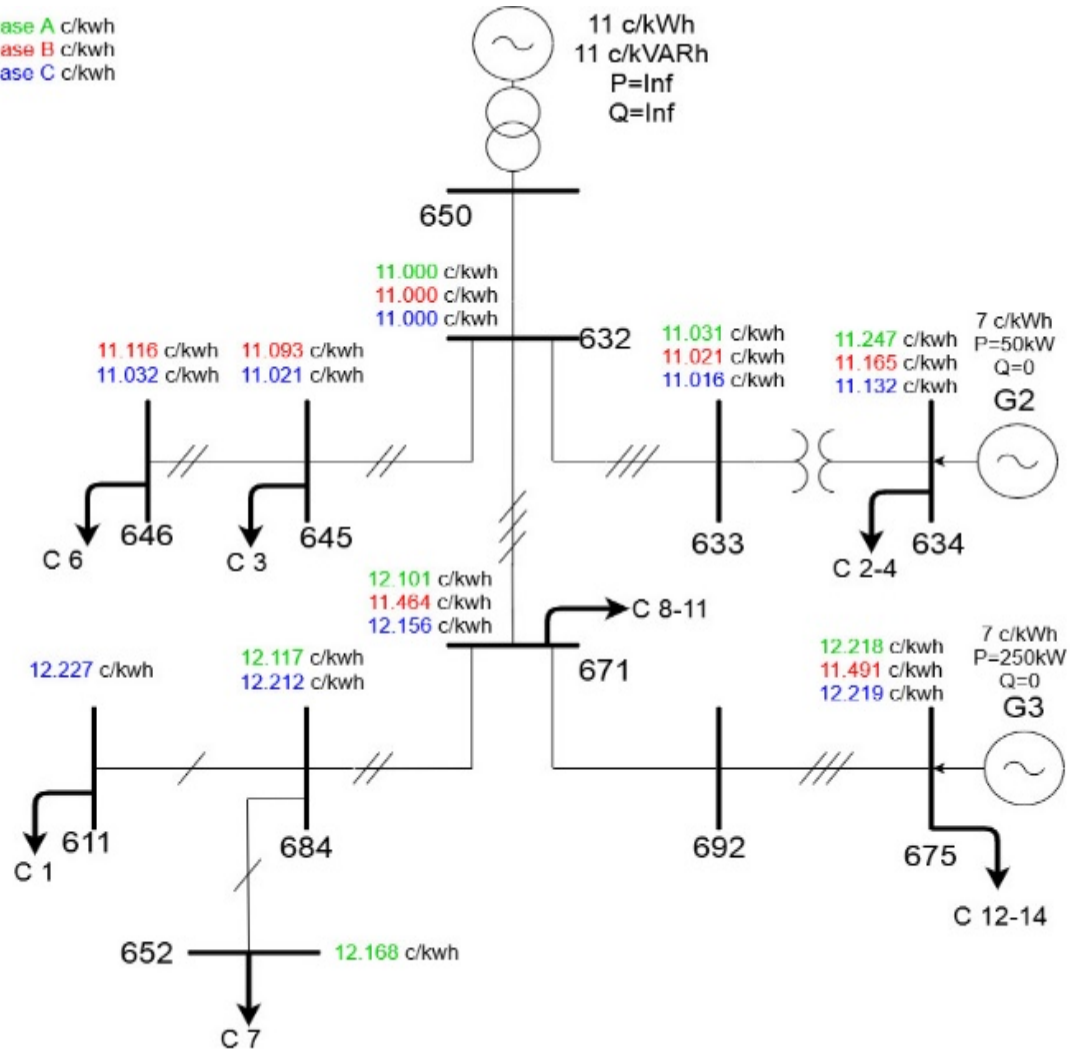 ase A c/kwh
ase B c/kwh
ase C c/kwh
11 c/kWh
11 c/kVARh
P=Inf
Q=Inf
650
11.000 c/kwh
11.000 c/kwh
11.000 c/kwh
632
11.116 c/kwh
11.032 c/kwh
11.093 c/kwh
11.021 c/kwh
11.031 c/kwh
11.021 c/kwh
11.016 c/kwh
11.247 c/kwh
11.165 c/kwh
11.132 c/kwh
7 c/kWh
P=50kW
Q=0
G2
C 6
646
C 3
645
633
C 2-4
634
12.101 c/kwh
11.464 c/kwh
12.156 c/kwh
C 8-11
671
12.227 c/kwh
12.117 c/kwh
12.212 c/kwh
12.218 c/kwh
11.491 c/kwh
12.219 c/kwh
7 c/kWh
P=250kW
Q=0
G3
C 1
611
684
692
675
C 12-14
652
12.168 c/kwh
C 7